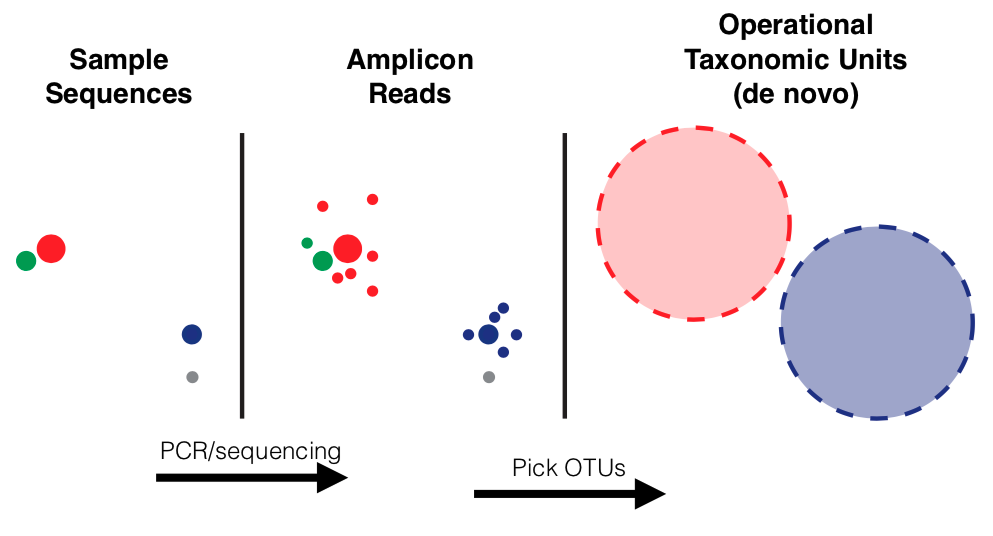 Sample
Sequences
Amplicon
Reads
Operational
Taxonomic Units
(de novo)
PCR/sequencing
Pick OTUs